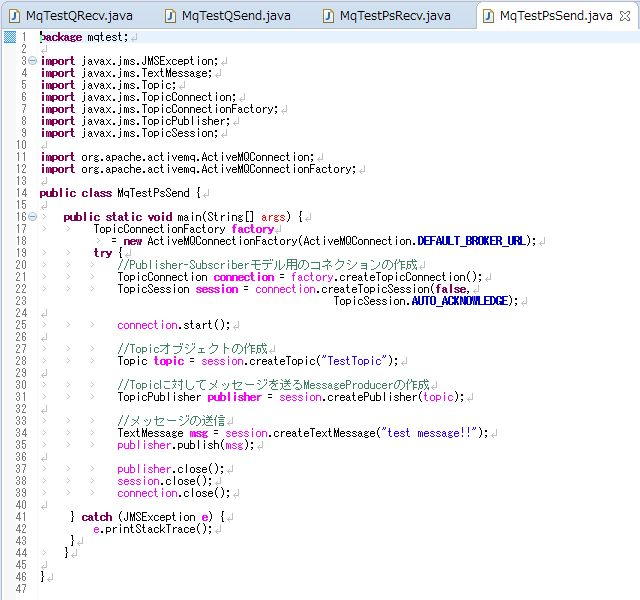 MqTestQRecv.java MqTestQSend.java MqTestPsRecv.java MqTestPsSend.java
1 package mqtest;
2
3 import javax.jms.JMSException;
4 import javax.jms.TextMessage;
5 import javax.jms.Topic;
6 import javax.jms.TopicConnection;
7 import javax.jms.TopicConnectionFactory;
8 import javax.jms.TopicPublisher;
9 import javax.jms.TopicSession;
10
11 import org.apache.activemq.ActiveMQConnection;
12 import org.apache.activemq.ActiveMQConnectionFactory;
13
14 public class MqTestPsSend {
15
16 public static void main(String[] args) {
17 TopicConnectionFactory factory
18 = new ActiveMQConnectionFactory(ActiveMQConnection.DEFAULT_BROKER_URL);
19 try {
20 //Publisher-Subscriberモデル用のコネクションの作成
21 TopicConnection connection = factory.createTopicConnection();
22 TopicSession session = connection.createTopicSession(false,
23 TopicSession.AUTO_ACKNOWLEDGE);
24
25 connection.start();
26
27 //Topicオブジェクトの作成
28 Topic topic = session.createTopic("TestTopic");
29
30 //Topicに対してメッセージを送るMessageProducerの作成
31 TopicPublisher publisher = session.createPublisher(topic);
32
33 //メッセージの送信
34 TextMessage msg = session.createTextMessage("test message!!");
35 publisher.publish(msg);
36
37 publisher.close();
38 session.close();
39 connection.close();
40
41 } catch (JMSException e) {
42 e.printStackTrace();
43 }
44 }
45
46 }
47